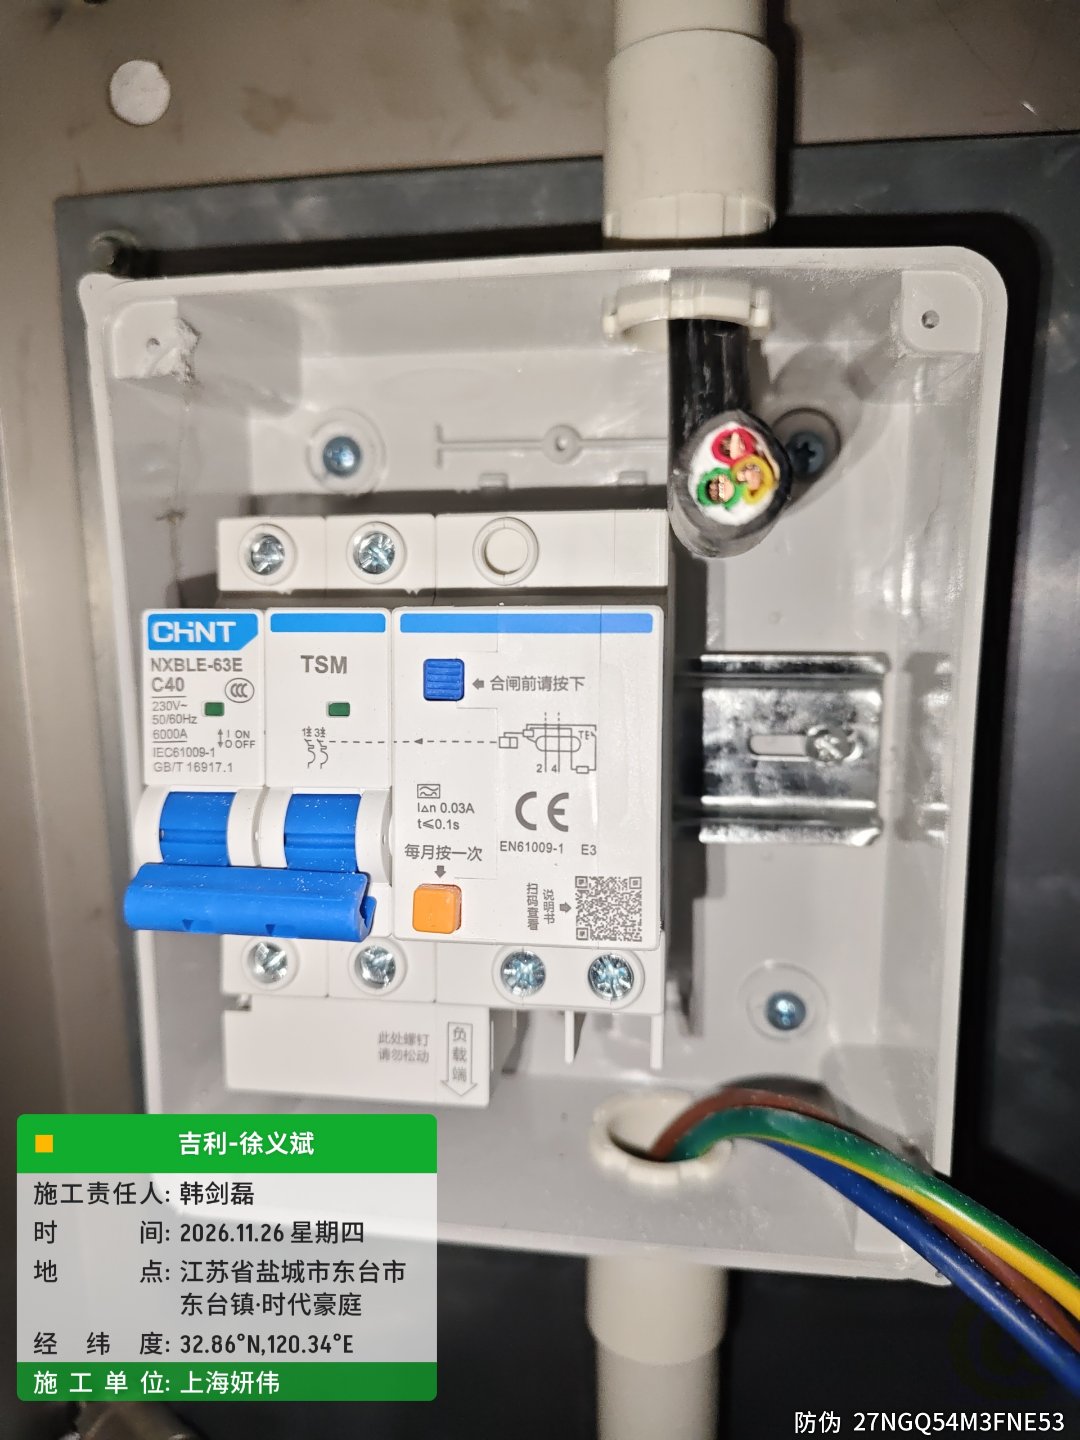 CHNT
NXBLE-63E
C40
230V~
50/60Hz
6000A
I ON
O OFF
IEC61009-1
GB/T 16917.1
TSM
1 3
合闸前请按下
TE
2 4
I△n 0.03A
t≤0.1s
CE
EN61009-1 E3
每月按一次
扫码查看
说明书
此处螺钉
请勿松动
负载端
吉利-徐义斌
施工责任人: 韩剑磊
时 间: 2026.11.26 星期四
地 点: 江苏省盐城市东台市
东台镇·时代豪庭
经 纬 度: 32.86°N,120.34°E
施 工 单 位: 上海妍伟
防伪 27NGQ54M3FNE53